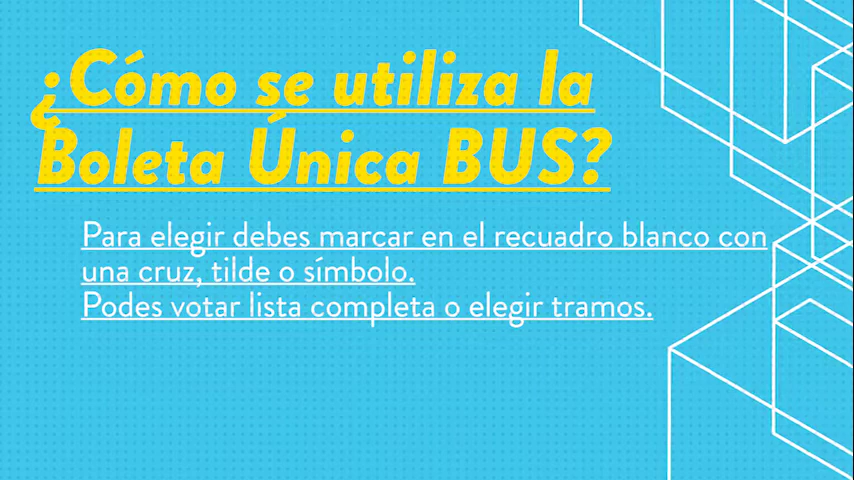 ¿Cómo se utiliza la
Boleta Única BUS?
Para elegir debes marcar en el recuadro blanco con
una cruz, tilde o símbolo.
Podes votar lista completa o elegir tramos.